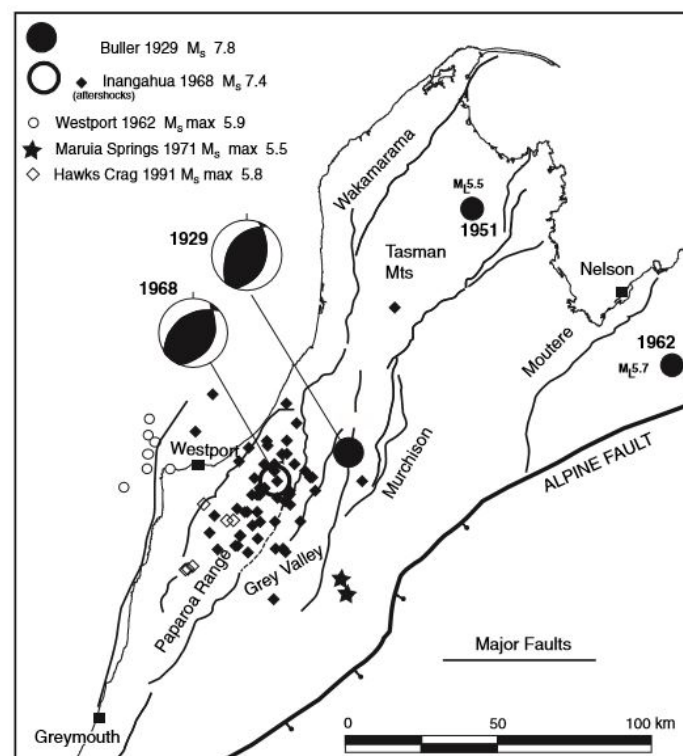 Buller 1929 Ms 7.8
Inangahua 1968 Ms 7.4
(aftershocks)
Westport 1962 Ms max 5.9
Maruia Springs 1971 Ms max 5.5
Hawks Crag 1991 Ms max 5.8
Wakamarama
ML5.5
1951
1929
Tasman
Mts
Nelson
1968
Moutere
1962
ML5.7
Westport
Murchison
ALPINE FAULT
Paparoa Range
Grey Valley
Major Faults
Greymouth
0 50 100 km